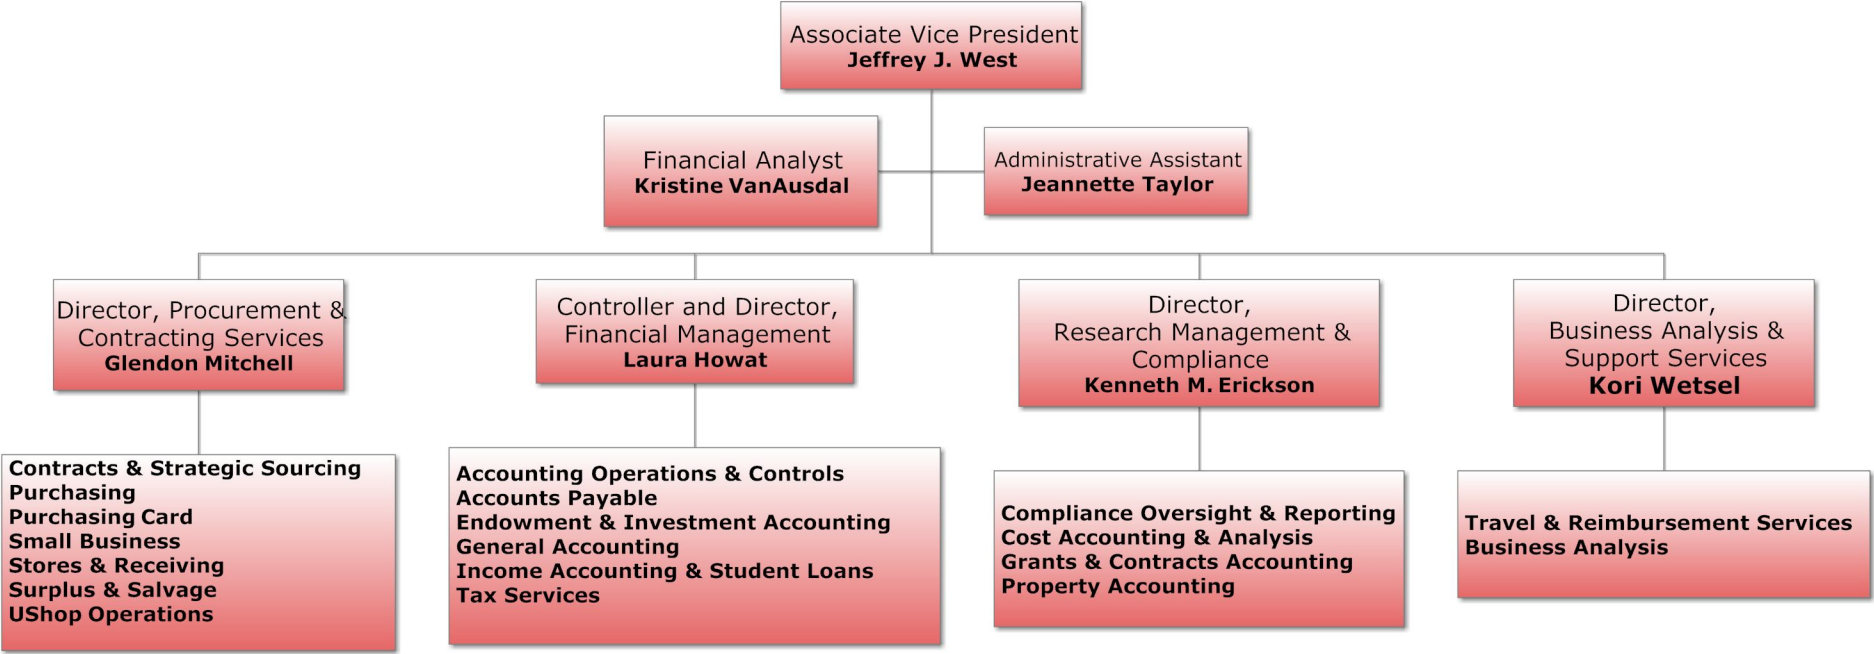 Associate Vice President
Jeffrey J. West
Financial Analyst
Kristine VanAusdal
Administrative Assistant
Jeannette Taylor
Director, Procurement &
Contracting Services
Glendon Mitchell
Controller and Director,
Financial Management
Laura Howat
Director,
Research Management &
Compliance
Kenneth M. Erickson
Director,
Business Analysis &
Support Services
Kori Wetsel
Contracts & Strategic Sourcing
Purchasing
Purchasing Card
Small Business
Stores & Receiving
Surplus & Salvage
UShop Operations
Accounting Operations & Controls
Accounts Payable
Endowment & Investment Accounting
General Accounting
Income Accounting & Student Loans
Tax Services
Compliance Oversight & Reporting
Cost Accounting & Analysis
Grants & Contracts Accounting
Property Accounting
Travel & Reimbursement Services
Business Analysis